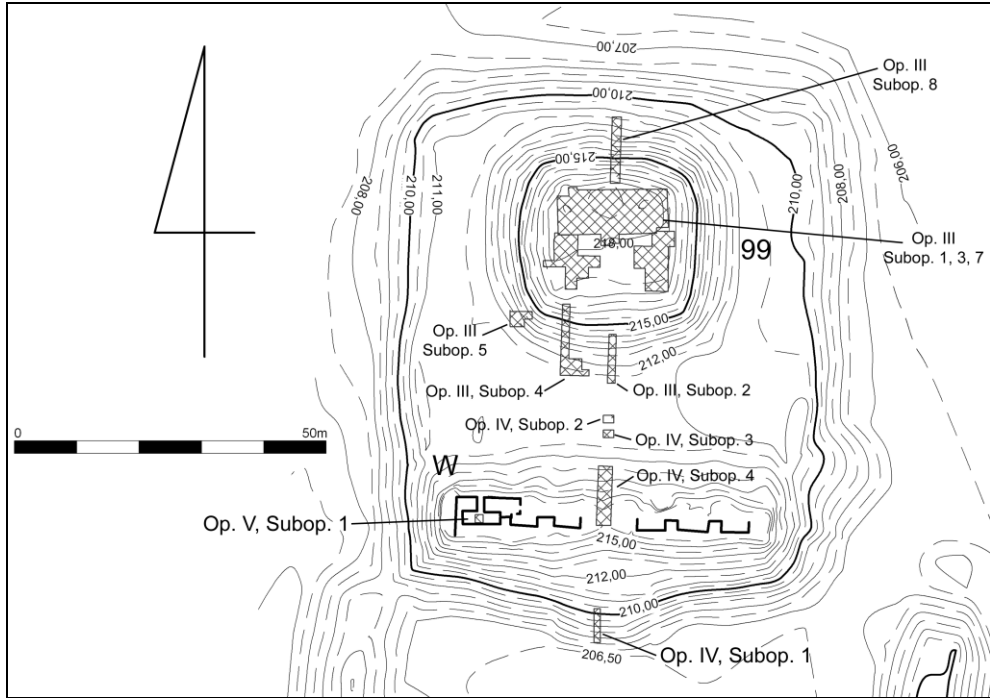 207,00
Op. III
Subop. 8
210,00
206,00
215,00
208,00
210,00
211,00
210,00
208,00
218,00
99
Op. III
Subop. 1, 3, 7
Op. III
Subop. 5
215,00
212,00
Op. III, Subop. 4
Op. III, Subop. 2
Op. IV, Subop. 2
Op. IV, Subop. 3
0
50m
W
Op. IV, Subop. 4
Op. V, Subop. 1
215,00
212,00
210,00
206,50
Op. IV, Subop. 1